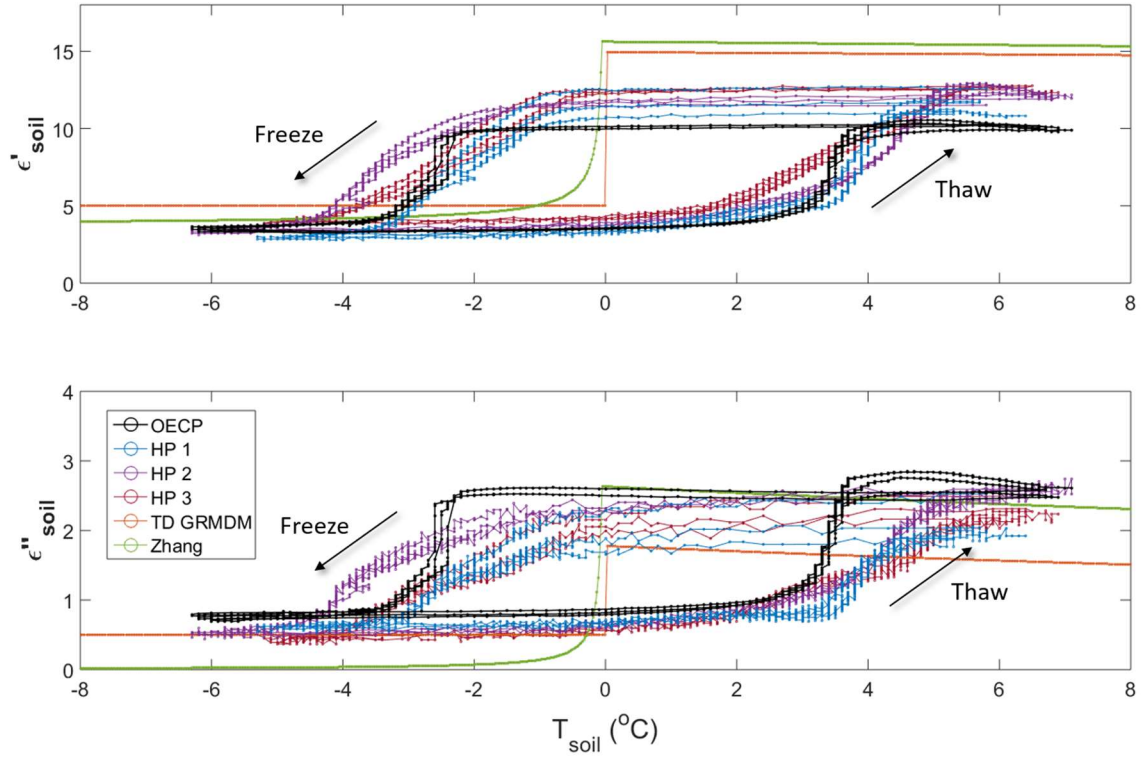 15
10
5
0
ϵ'soil
Freeze
Thaw
-8 -6 -4 -2 0 2 4 6 8
4
3
2
1
0
ϵ"soil
OECP
HP 1
HP 2
HP 3
TD GRMDM
Zhang
Freeze
Thaw
-8 -6 -4 -2 0 2 4 6 8
Tsoil (°C)